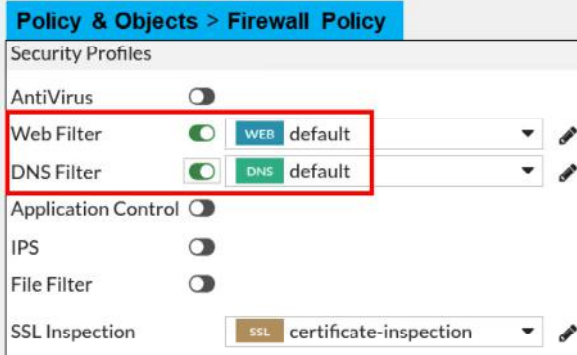 Policy & Objects > Firewall Policy
Security Profiles
AntiVirus
Web Filter WEB default
DNS Filter DNS default
Application Control
IPS
File Filter
SSL Inspection SSL certificate-inspection